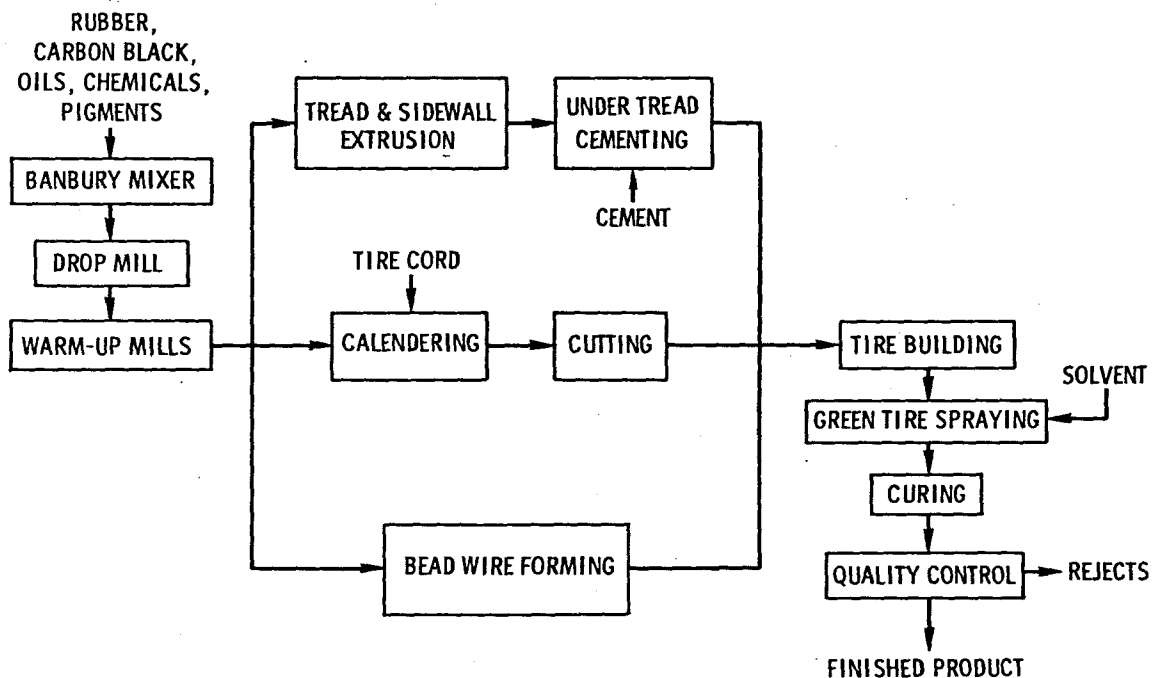 RUBBER,
CARBON BLACK,
OILS, CHEMICALS,
PIGMENTS
BANBURY MIXER
DROP MILL
WARM-UP MILLS
TREAD & SIDEWALL
EXTRUSION
UNDER TREAD
CEMENTING
CEMENT
TIRE CORD
CALENDERING
CUTTING
BEAD WIRE FORMING
TIRE BUILDING
SOLVENT
GREEN TIRE SPRAYING
CURING
QUALITY CONTROL
REJECTS
FINISHED PRODUCT